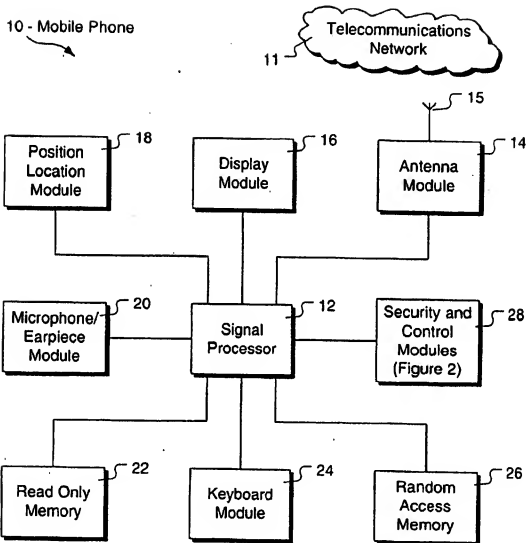 10 - Mobile Phone
Telecommunications
Network
11
15
18
16
14
Position
Location
Module
Display
Module
Antenna
Module
20
12
28
Microphone/
Earpiece
Module
Signal
Processor
Security and
Control
Modules
(Figure 2)
22
24
26
Read Only
Memory
Keyboard
Module
Random
Access
Memory